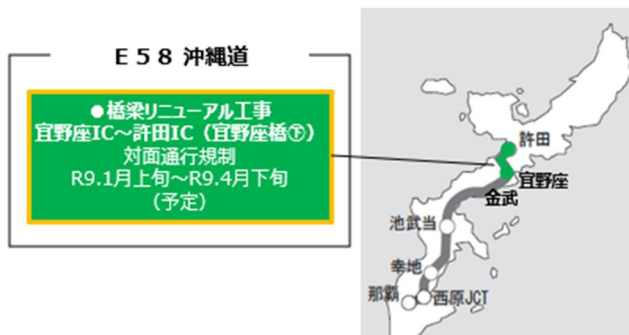 E58 沖縄道
●橋梁リニューアル工事
宜野座IC～許田IC（宜野座橋㊦）
対面通行規制
R9.1月上旬～R9.4月下旬
（予定）
許田
宜野座
金武
池武当
幸地
那覇
西原JCT